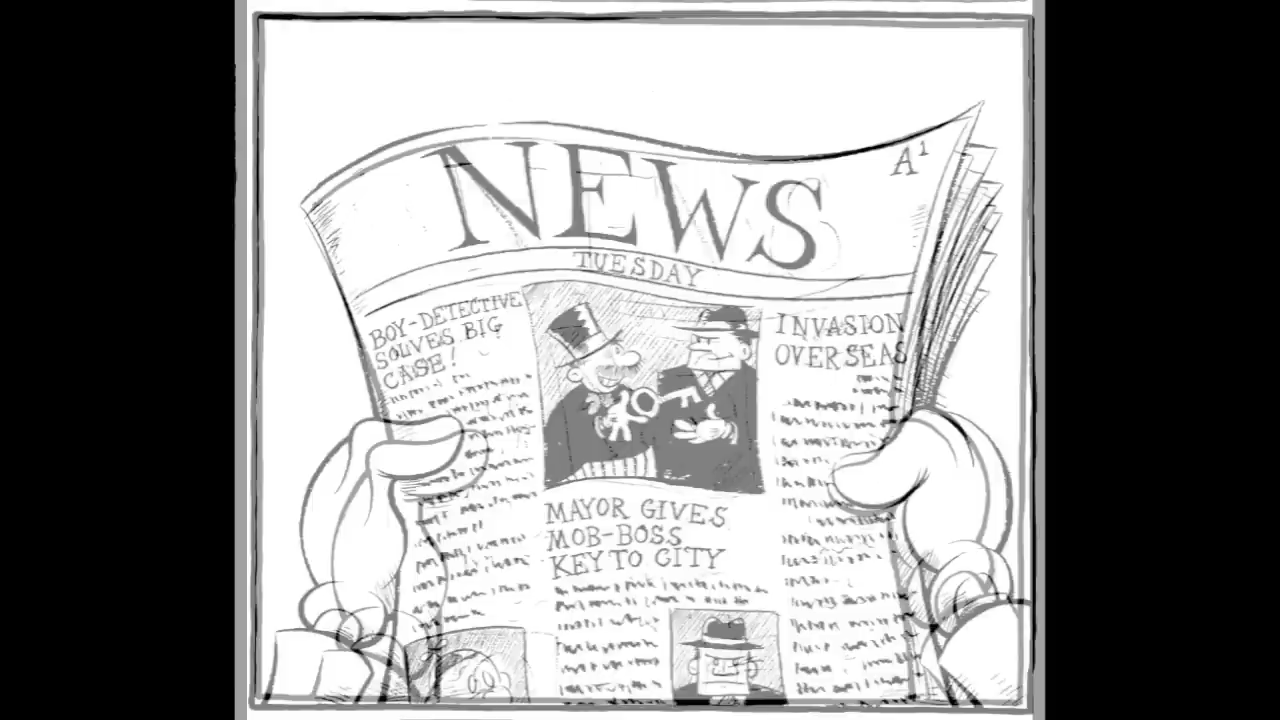 NEWS
A1
TUESDAY
BOY-DETECTIVE
SOLVES BIG
CASE!
INVASION
OVERSEAS
MAYOR GIVES
MOB-BOSS
KEY TO CITY